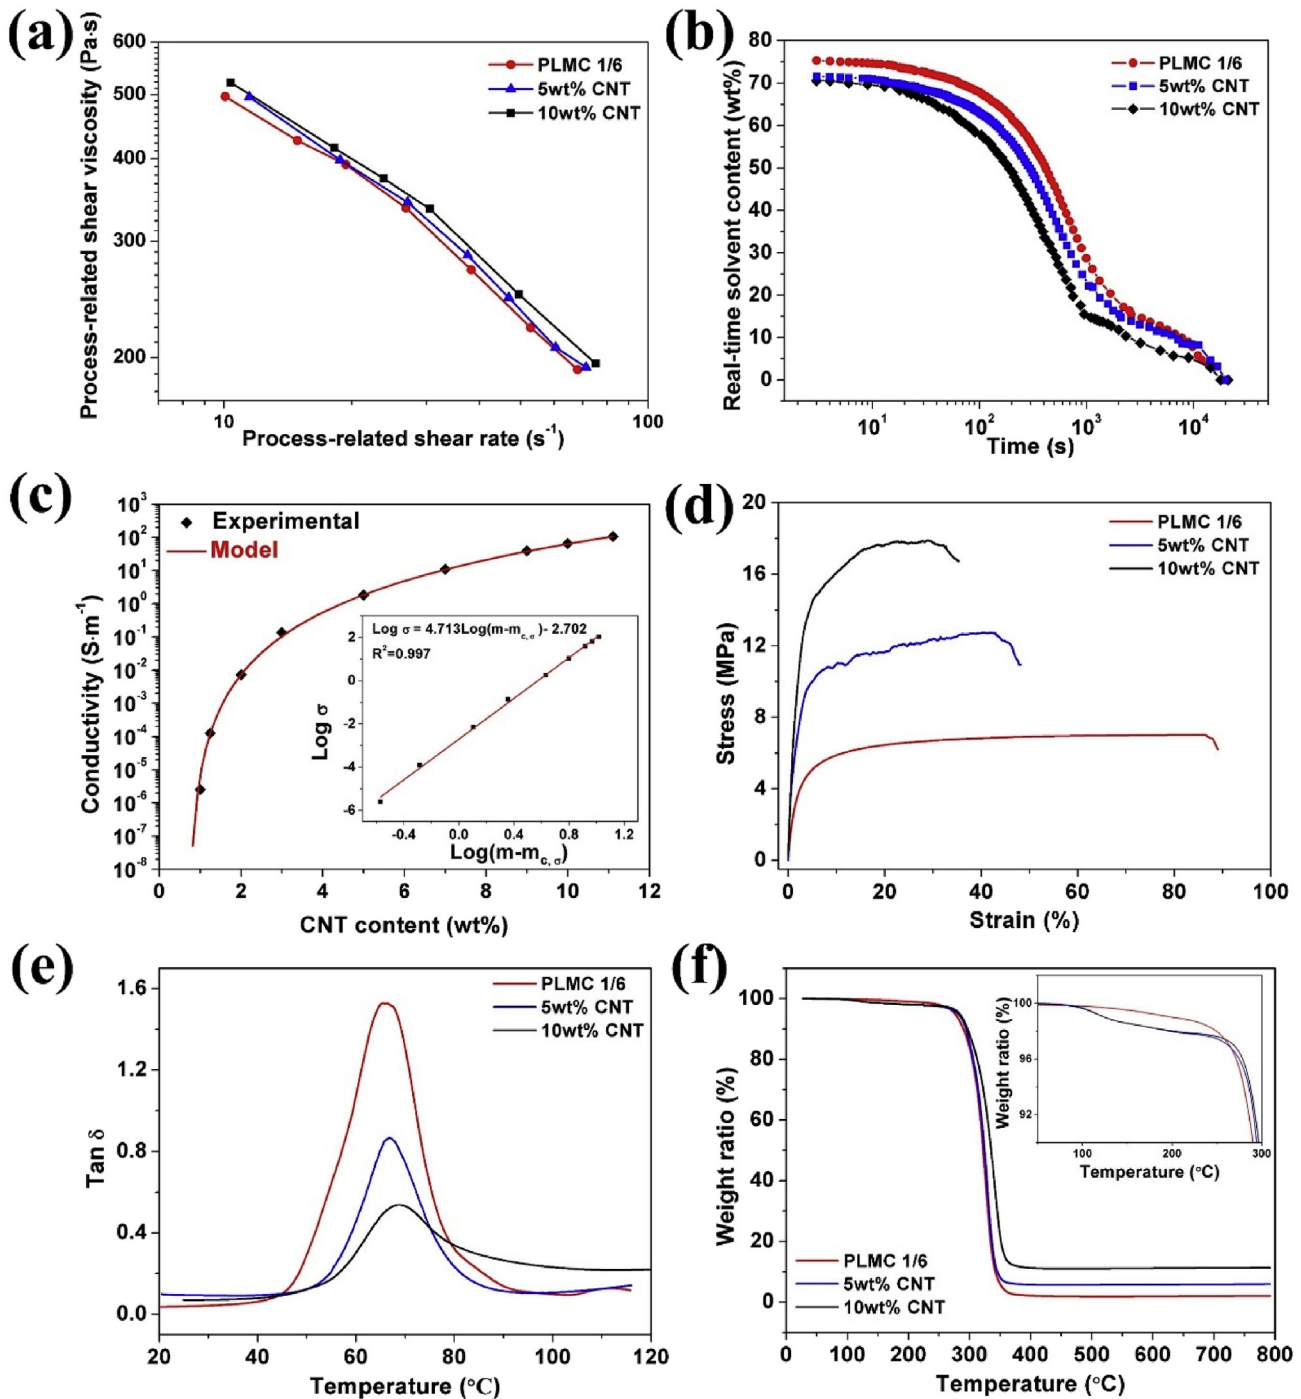 (a)
Process-related shear viscosity (Pa·s)
600
500
400
300
200
PLMC 1/6
5wt% CNT
10wt% CNT
10
100
Process-related shear rate (s⁻¹)
(b)
Real-time solvent content (wt%)
80
70
60
50
40
30
20
10
0
PLMC 1/6
5wt% CNT
10wt% CNT
10¹
10²
10³
10⁴
Time (s)
(c)
Conductivity (S·m⁻¹)
10³
10²
10¹
10⁰
10⁻¹
10⁻²
10⁻³
10⁻⁴
10⁻⁵
10⁻⁶
10⁻⁷
10⁻⁸
Experimental
Model
Log σ = 4.713Log(m-m_c, σ) - 2.702
R²=0.997
Log σ
2
0
-2
-4
-6
-0.4
0.0
0.4
0.8
1.2
Log(m-m_c, σ)
0
2
4
6
8
10
12
CNT content (wt%)
(d)
Stress (MPa)
20
16
12
8
4
0
PLMC 1/6
5wt% CNT
10wt% CNT
0
20
40
60
80
100
Strain (%)
(e)
Tan δ
1.6
1.2
0.8
0.4
0.0
PLMC 1/6
5wt% CNT
10wt% CNT
20
40
60
80
100
120
Temperature (°C)
(f)
Weight ratio (%)
100
80
60
40
20
0
Weight ratio (%)
100
96
92
100
200
300
Temperature (°C)
PLMC 1/6
5wt% CNT
10wt% CNT
0
100
200
300
400
500
600
700
800
Temperature (°C)